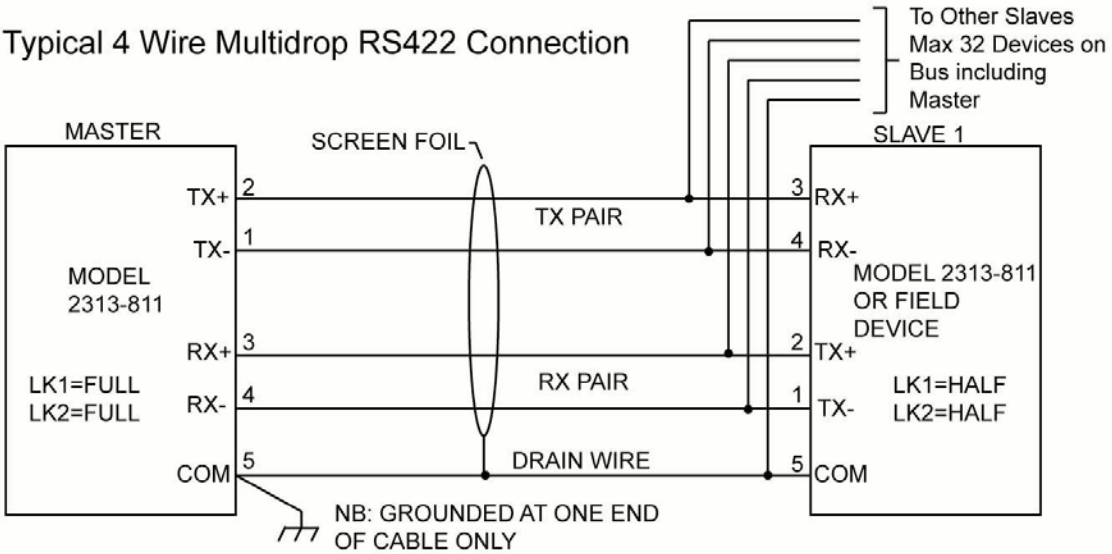 Typical 4 Wire Multidrop RS422 Connection
To Other Slaves
Max 32 Devices on
Bus including
Master
MASTER
SCREEN FOIL
SLAVE 1
TX+ 2
TX PAIR
3 RX+
TX- 1
4 RX-
MODEL
2313-811
MODEL 2313-811
OR FIELD
DEVICE
RX+ 3
2 TX+
RX PAIR
LK1=FULL
LK2=FULL
RX- 4
1 TX-
LK1=HALF
LK2=HALF
COM 5
DRAIN WIRE
5 COM
NB: GROUNDED AT ONE END
OF CABLE ONLY